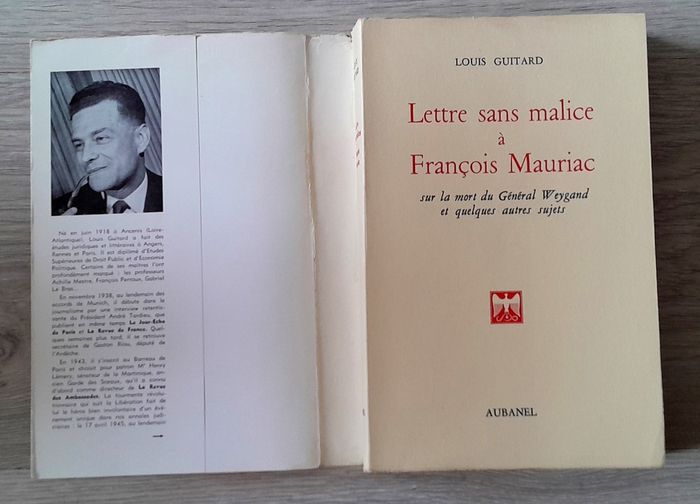 Né en juin 1918 à Ancenis (Loire-
Atlantique), Louis Guitard a fait des
études juridiques et littéraires à Angers,
Rennes et Paris. Il est diplômé d'Etudes
Supérieures de Droit Public et d'Economie
Politique. Certains de ses maîtres l'ont
profondément marqué : les professeurs
Achille Mestre, François Perroux, Gabriel
Le Bras...
En novembre 1938, au lendemain des
accords de Munich, il débute dans le
journalisme par une interview retentis-
sante du Président André Tardieu, que
publient en même temps Le Jour-Echo
de Paris et La Revue de France. Quel-
ques semaines plus tard, il se retrouve
secrétaire de Gaston Riou, député de
l'Ardèche.
En 1943, il s'inscrit au Barreau de
Paris et choisit pour patron Me Henry
Lémery, sénateur de la Martinique, an-
cien Garde des Sceaux, qu'il a connu
d'abord comme directeur de La Revue
des Ambassades. La tourmente révolu-
tionnaire qui suit la Libération fait de
lui le héros bien involontaire d'un évé-
nement unique dans nos annales judi-
ciaires : le 17 avril 1945, au lendemain
LOUIS GUITARD
Lettre sans malice
à
François Mauriac
sur la mort du Général Weygand
et quelques autres sujets
AUBANEL